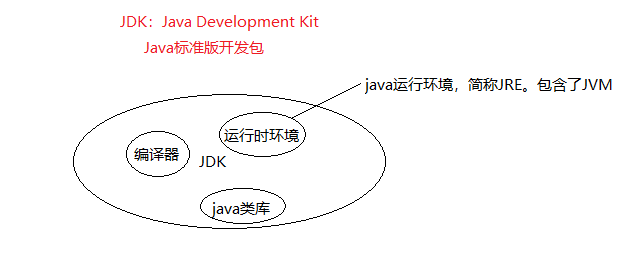 JDK：Java Development Kit
Java标准版开发包
java运行环境，简称JRE。包含了JVM
运行时环境
编译器
JDK
java类库